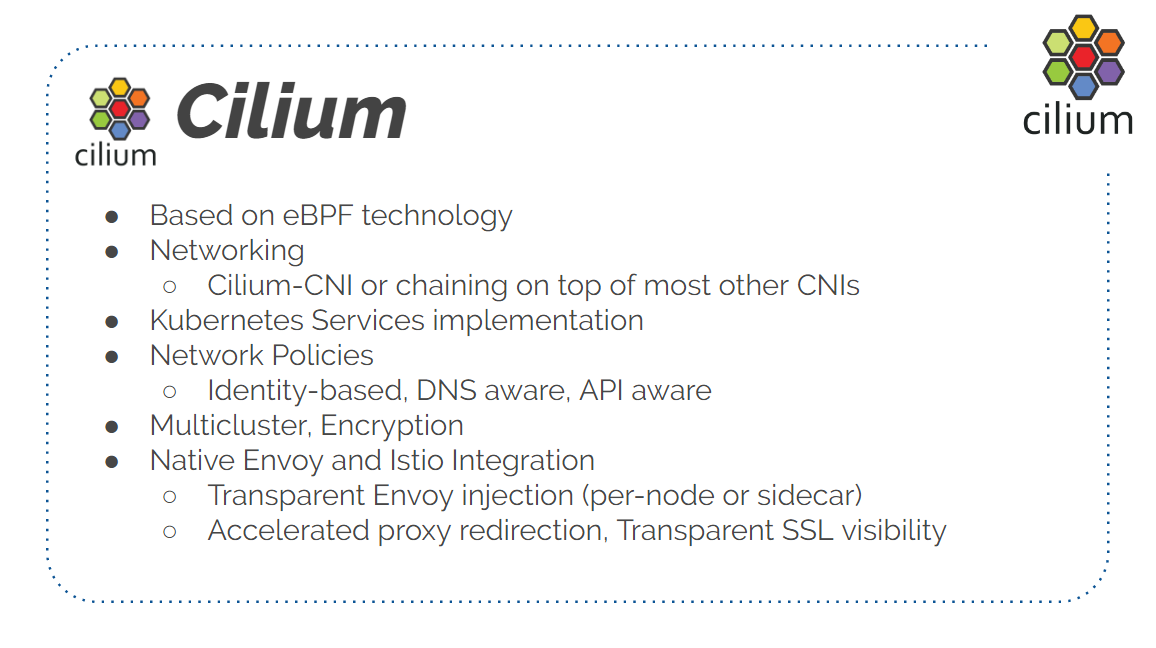 cilium
cilium
Cilium
● Based on eBPF technology
● Networking
○ Cilium-CNI or chaining on top of most other CNIs
● Kubernetes Services implementation
● Network Policies
○ Identity-based, DNS aware, API aware
● Multicluster, Encryption
● Native Envoy and Istio Integration
○ Transparent Envoy injection (per-node or sidecar)
○ Accelerated proxy redirection, Transparent SSL visibility